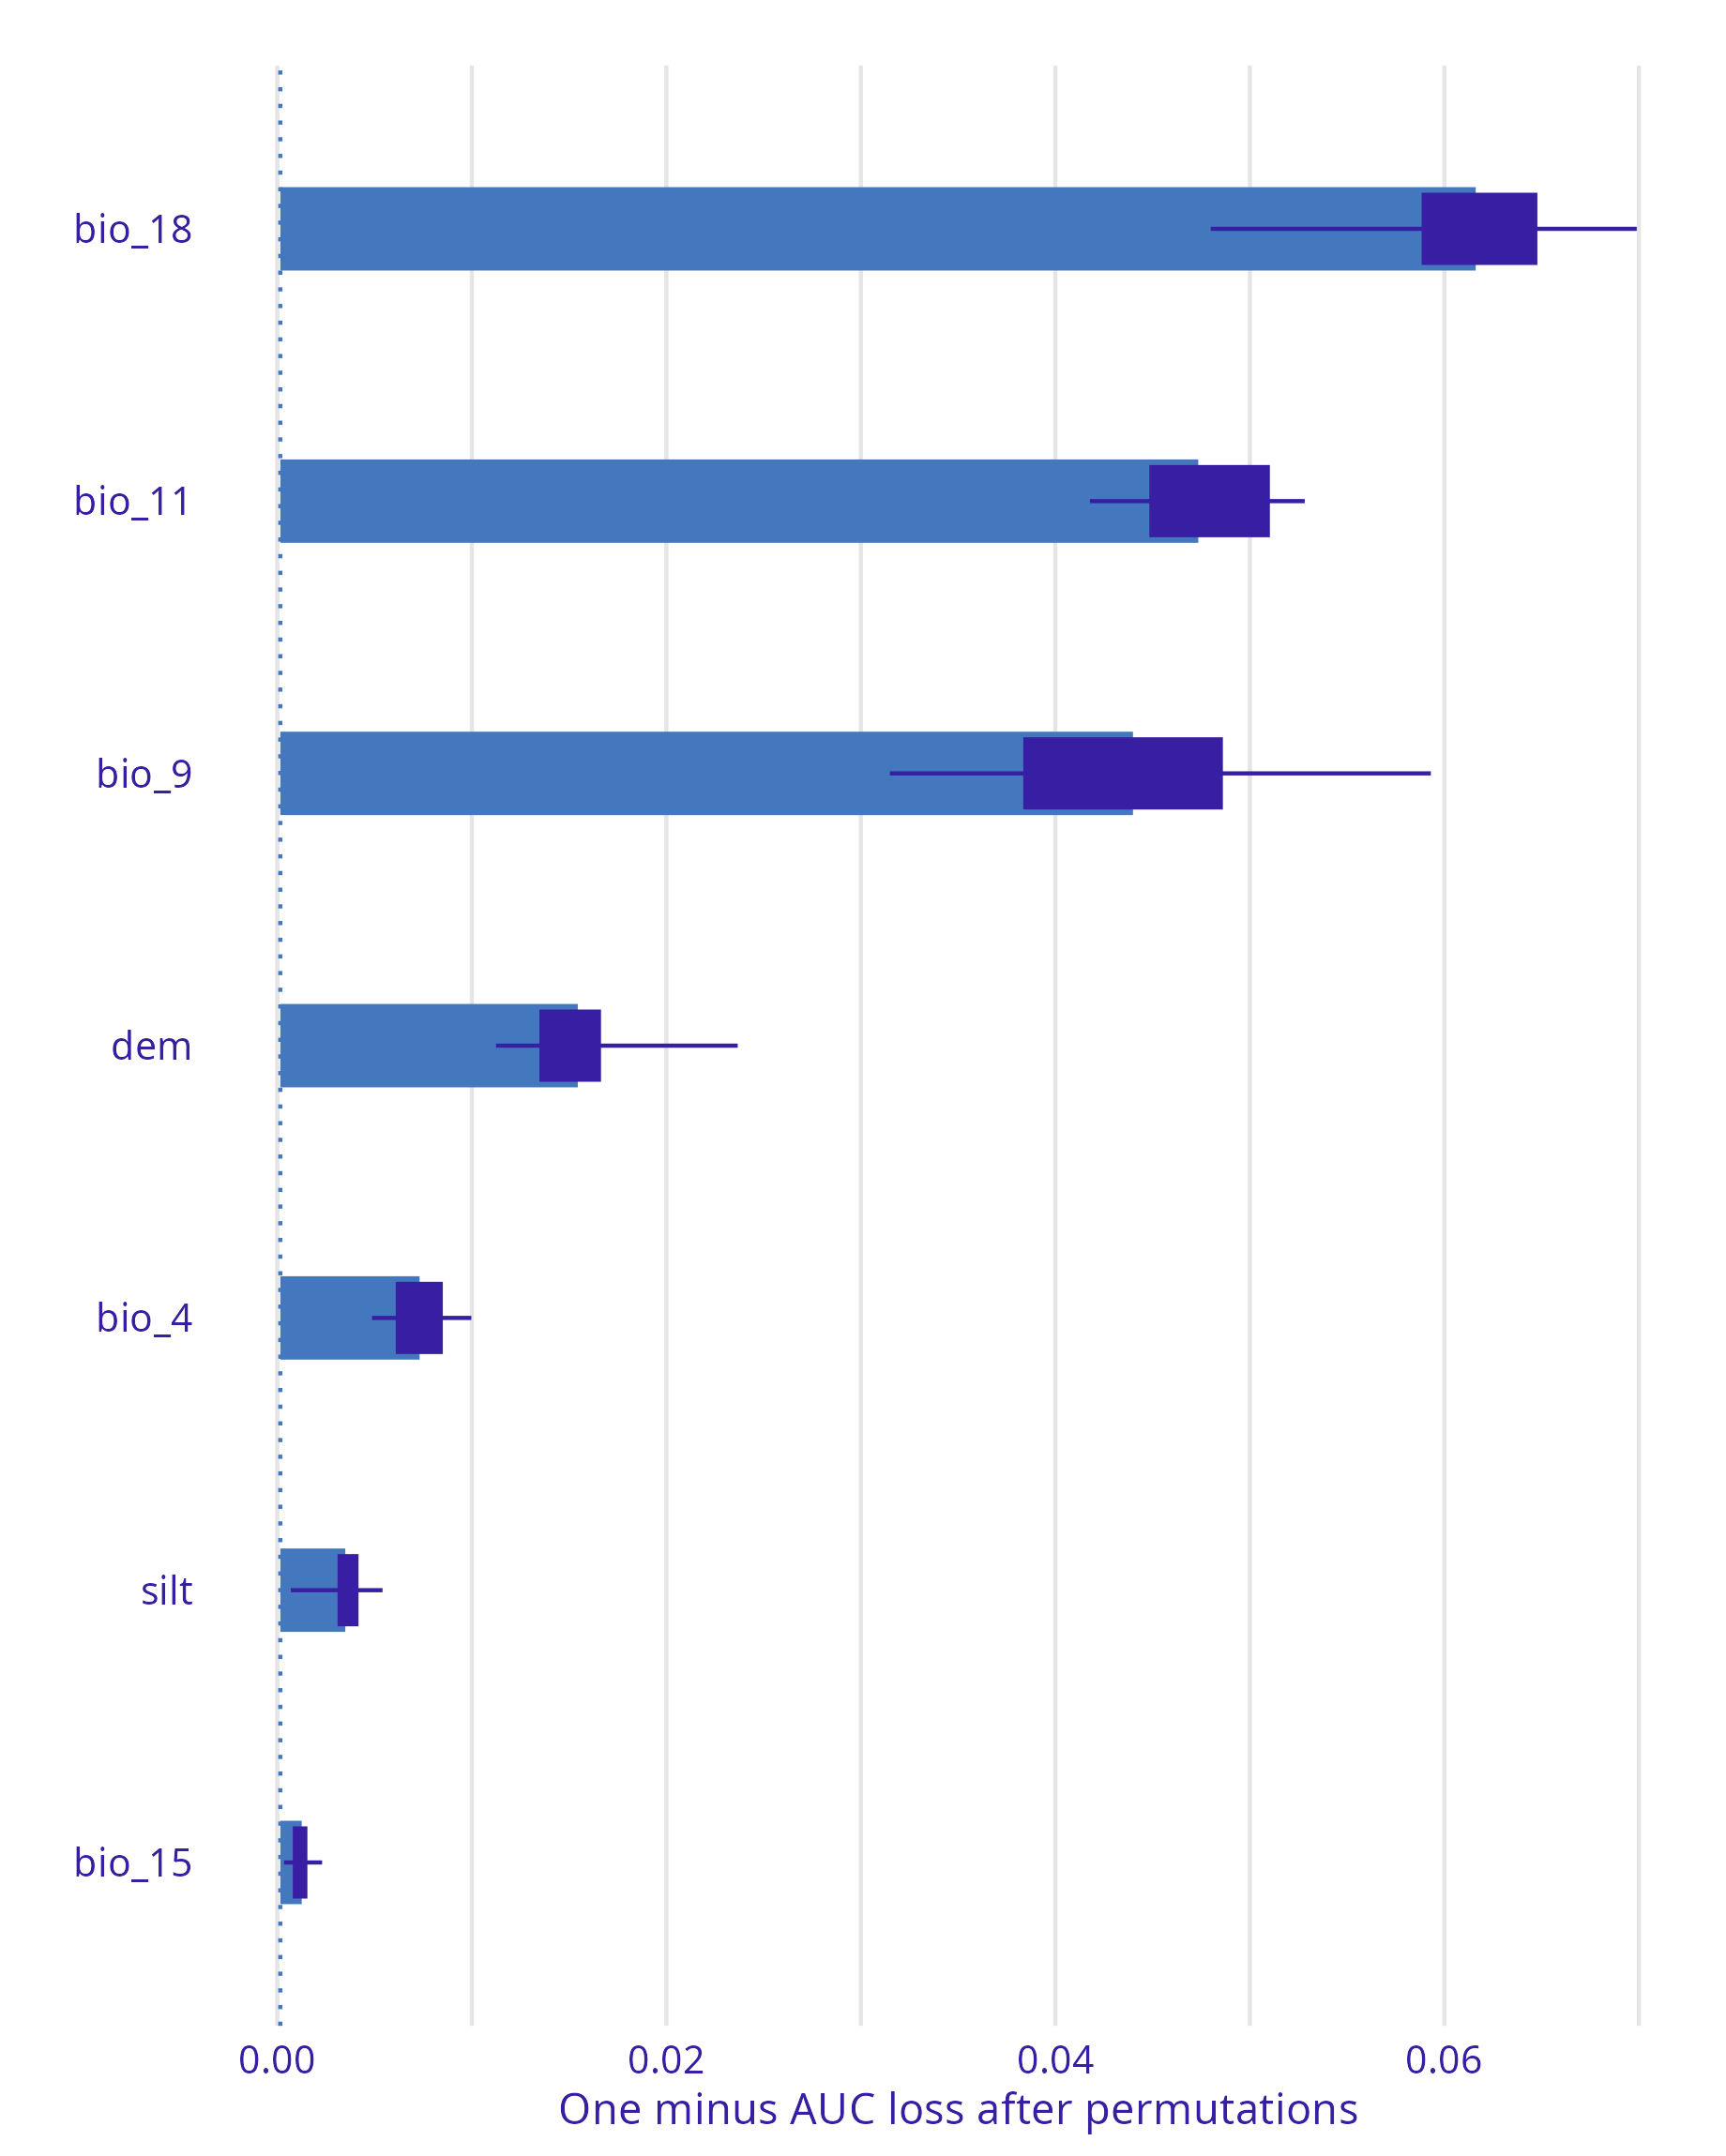 bio_18
bio_11
bio_9
dem
bio_4
silt
bio_15
0.00 0.02 0.04 0.06
One minus AUC loss after permutations